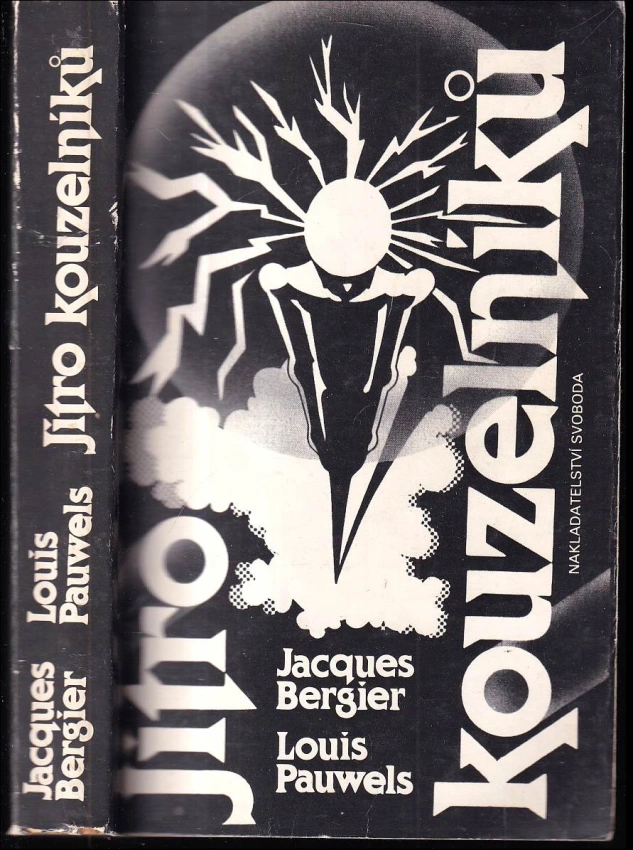 Jacques
Bergier
Louis
Pauwels
Jitro kouzelníků
Jitro
kouzelníků
Jacques
Bergier
Louis
Pauwels
NAKLADATELSTVÍ SVOBODA